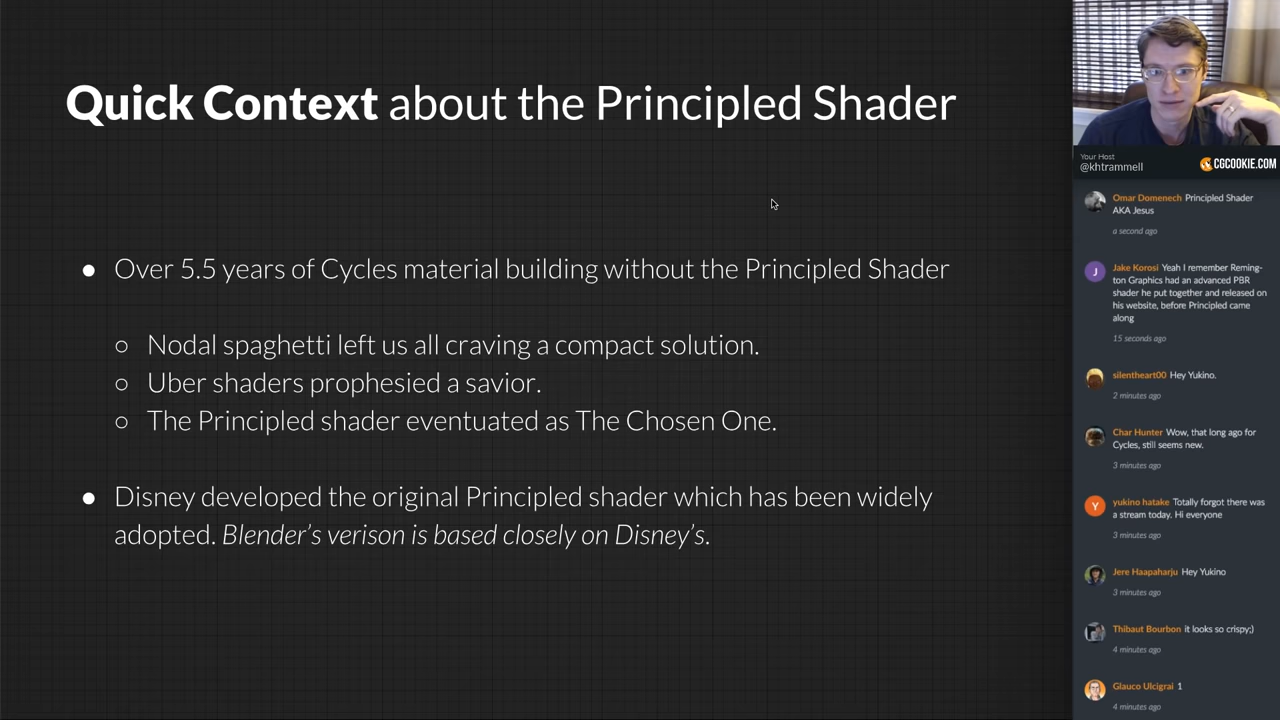 Quick Context about the Principled Shader
● Over 5.5 years of Cycles material building without the Principled Shader
○ Nodal spaghetti left us all craving a compact solution.
○ Uber shaders prophesied a savior.
○ The Principled shader eventuated as The Chosen One.
● Disney developed the original Principled shader which has been widely
adopted. Blender's verison is based closely on Disney's.
Your Host
@khtrammell
CGCOOKIE.COM
Omar Domenech Principled Shader
AKA Jesus
a second ago
J
Jake Korosi Yeah I remember Reming-
ton Graphics had an advanced PBR
shader he put together and released on
his website, before Principled came
along
15 seconds ago
silentheart00 Hey Yukino.
2 minutes ago
Char Hunter Wow, that long ago for
Cycles, still seems new.
3 minutes ago
Y
yukino hatake Totally forgot there was
a stream today. Hi everyone
3 minutes ago
Jere Haapaharju Hey Yukino
3 minutes ago
Thibaut Bourbon it looks so crispy;)
4 minutes ago
Glauco Ulcigrai 1
4 minutes ago